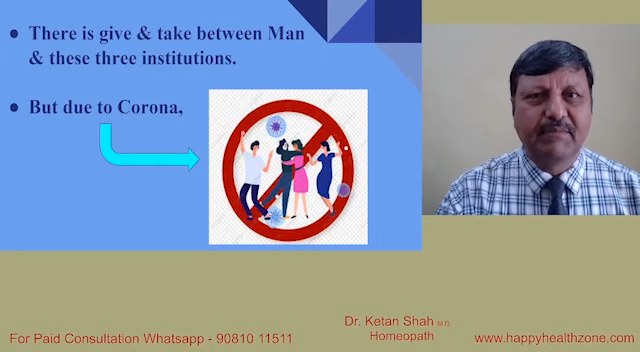 There is give & take between Man
& these three institutions.
But due to Corona,
Dr. Ketan Shah M.D.
Homeopath
For Paid Consultation Whatsapp - 90810 11511
www.happyhealthzone.com